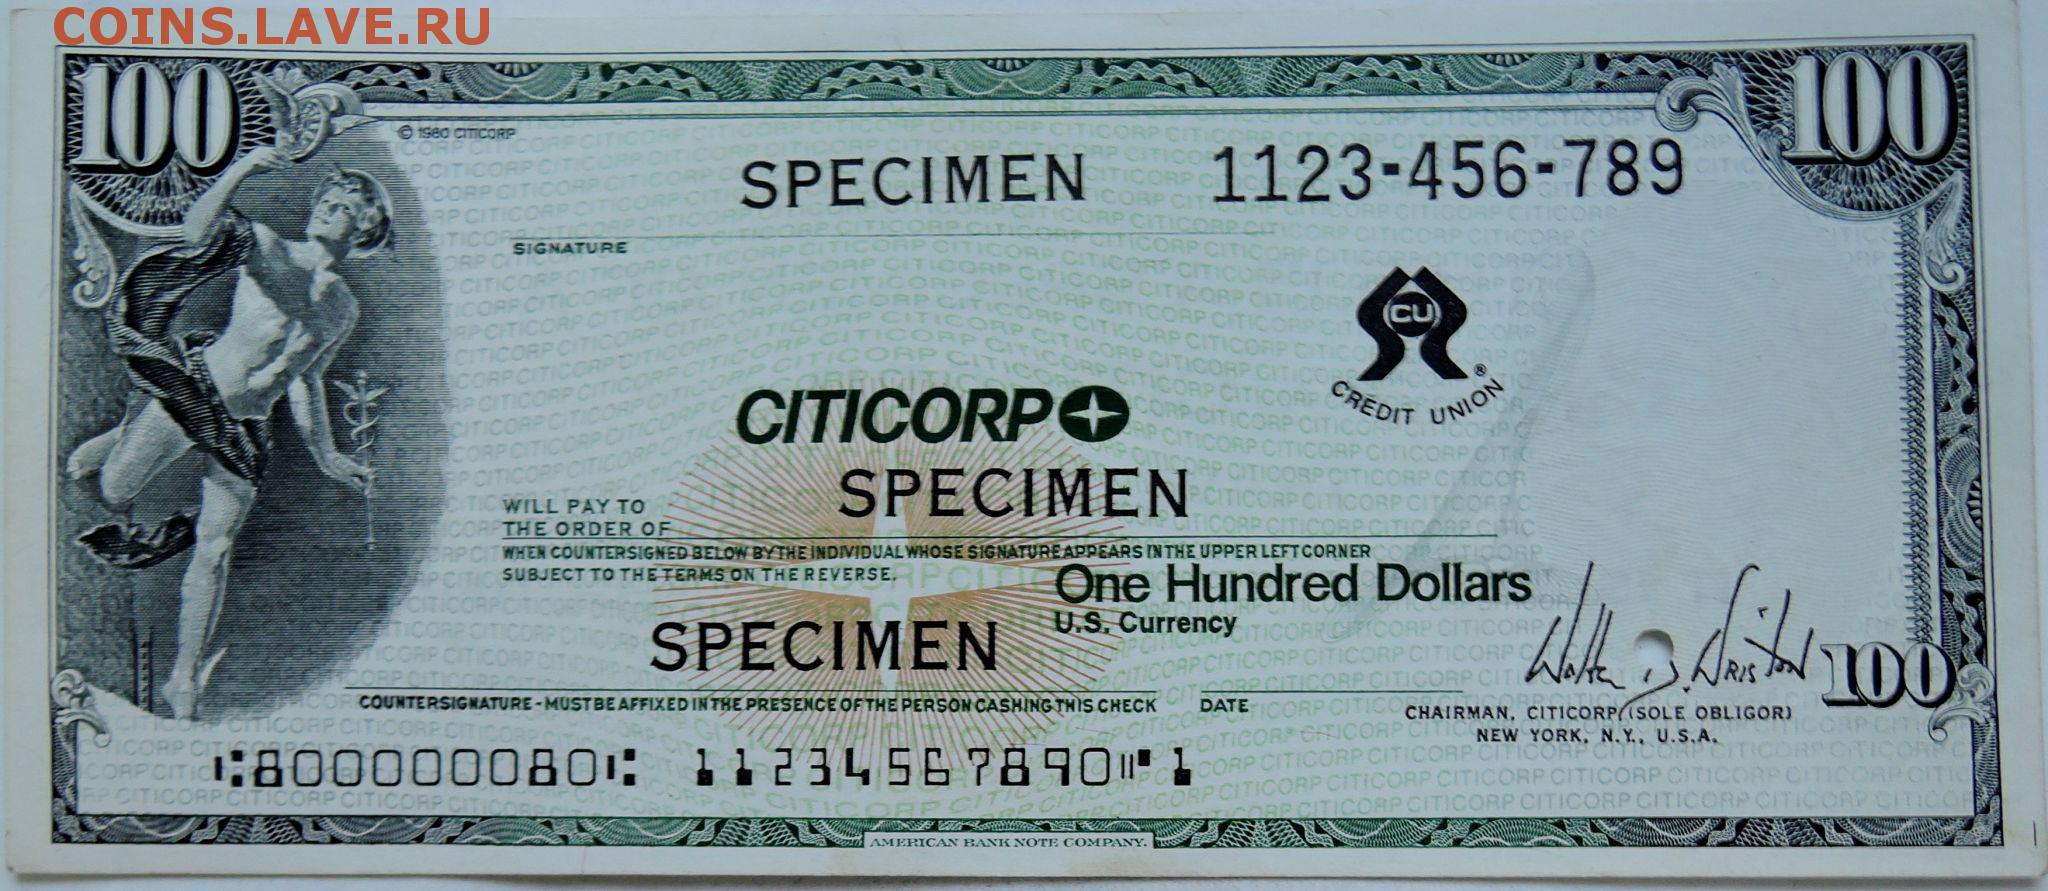 COINS.LAVE.RU
100
100
© 1980 CITICORP
SPECIMEN 1123-456-789
SIGNATURE
CU
®
CREDIT UNION
CITICORP
SPECIMEN
WILL PAY TO
THE ORDER OF
WHEN COUNTERSIGNED BELOW BY THE INDIVIDUAL WHOSE SIGNATURE APPEARS IN THE UPPER LEFT CORNER
SUBJECT TO THE TERMS ON THE REVERSE.
One Hundred Dollars
U.S. Currency
SPECIMEN
Walter B. Wriston
100
COUNTERSIGNATURE - MUST BE AFFIXED IN THE PRESENCE OF THE PERSON CASHING THIS CHECK DATE
CHAIRMAN, CITICORP (SOLE OBLIGOR)
NEW YORK, N.Y., U.S.A.
⑆800000080⑆ 11234567890⑈1
AMERICAN BANK NOTE COMPANY.